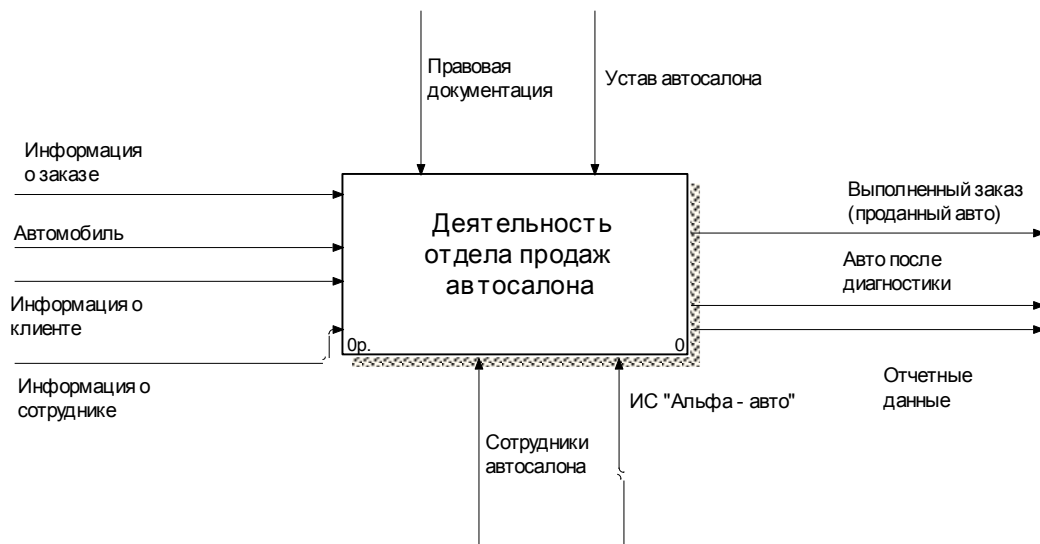 Правовая
документация
Устав автосалона
Информация
о заказе
Автомобиль
Информация о
клиенте
Информация о
сотруднике
Деятельность
отдела продаж
автосалона
0р.
0
Выполненный заказ
(проданный авто)
Авто после
диагностики
Отчетные
данные
ИС "Альфа - авто"
Сотрудники
автосалона